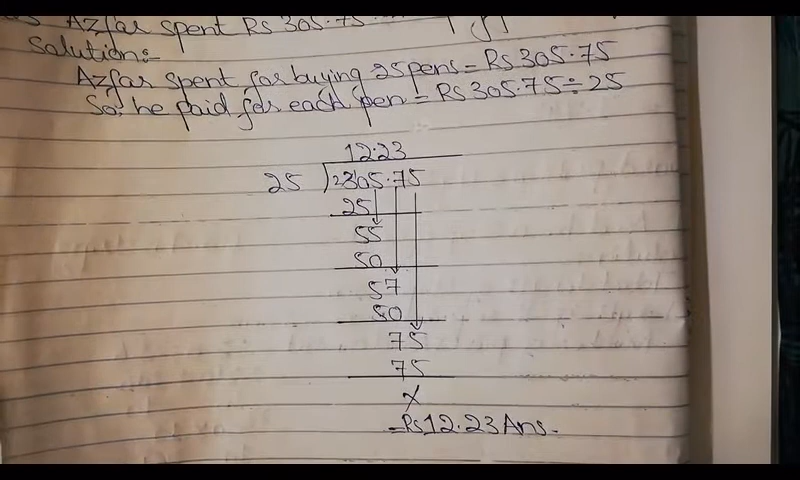 Azfar spent Rs 305.75
Solution:-
Azfar spent for buying 25 pens = Rs 305.75
So, he paid for each pen = Rs 305.75 ÷ 25
12.23
25 305.75
25
55
50
57
50
75
75
x
= Rs 12.23 Ans.